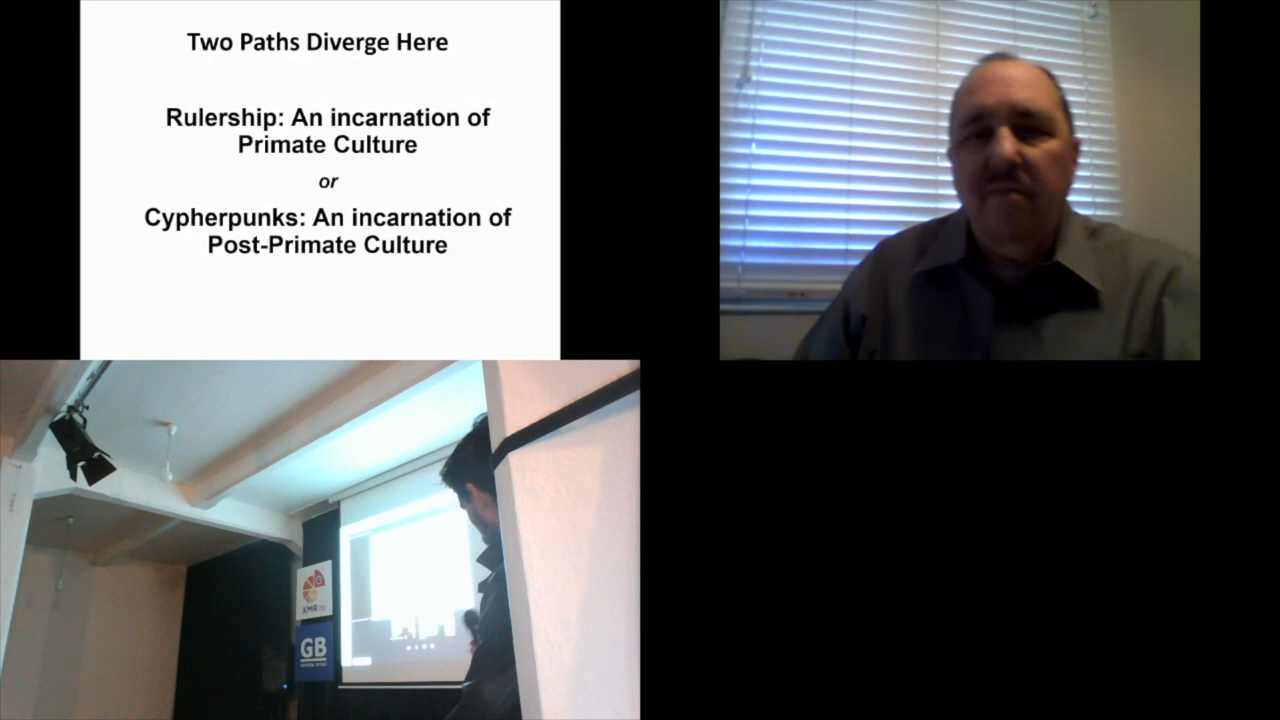 Two Paths Diverge Here
Rulership: An incarnation of
Primate Culture
or
Cypherpunks: An incarnation of
Post-Primate Culture
GB